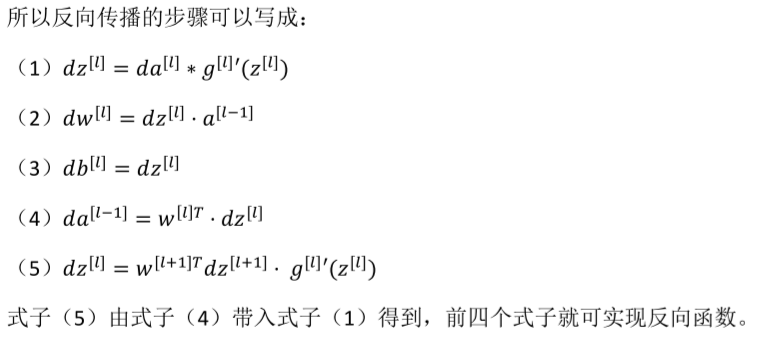 所以反向传播的步骤可以写成：
（1）$dz^{[l]} = da^{[l]} * g^{[l]\prime}(z^{[l]})$
（2）$dw^{[l]} = dz^{[l]} \cdot a^{[l-1]}$
（3）$db^{[l]} = dz^{[l]}$
（4）$da^{[l-1]} = w^{[l]T} \cdot dz^{[l]}$
（5）$dz^{[l]} = w^{[l+1]T} dz^{[l+1]} \cdot g^{[l]\prime}(z^{[l]})$
式子（5）由式子（4）带入式子（1）得到，前四个式子就可实现反向函数。